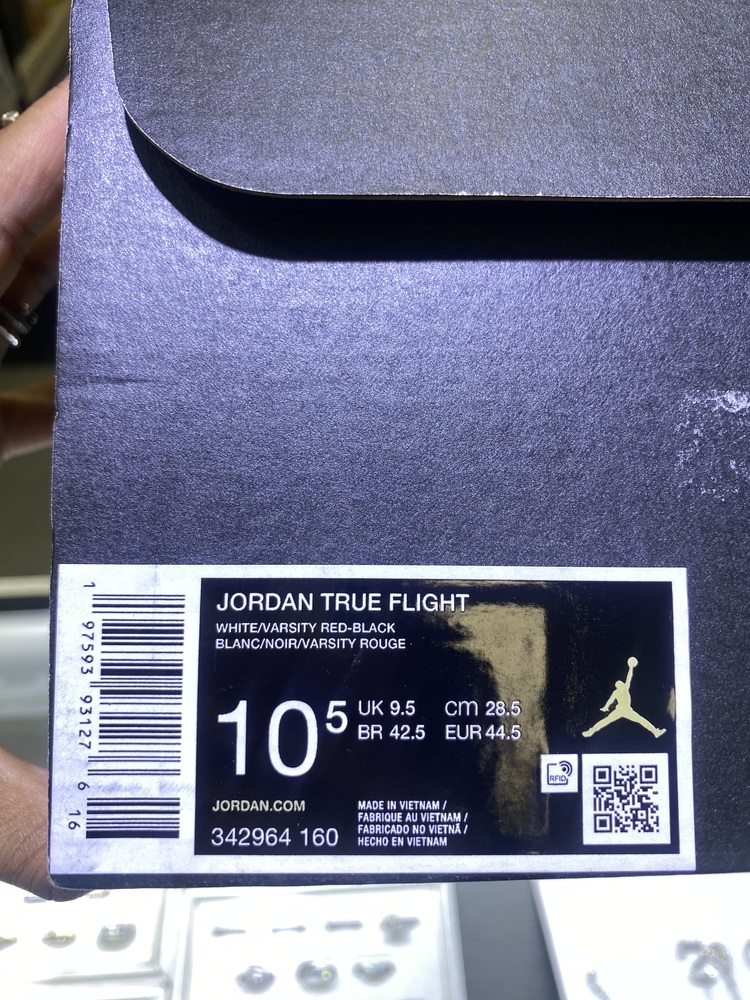 JORDAN TRUE FLIGHT
WHITE/VARSITY RED-BLACK
BLANC/NOIR/VARSITY ROUGE
10 5
UK 9.5 cm 28.5
BR 42.5 EUR 44.5
RFID
JORDAN.COM
342964 160
MADE IN VIETNAM /
FABRIQUE AU VIETNAM /
FABRICADO NO VIETNÃ /
HECHO EN VIETNAM
1 97593 93127 6 16